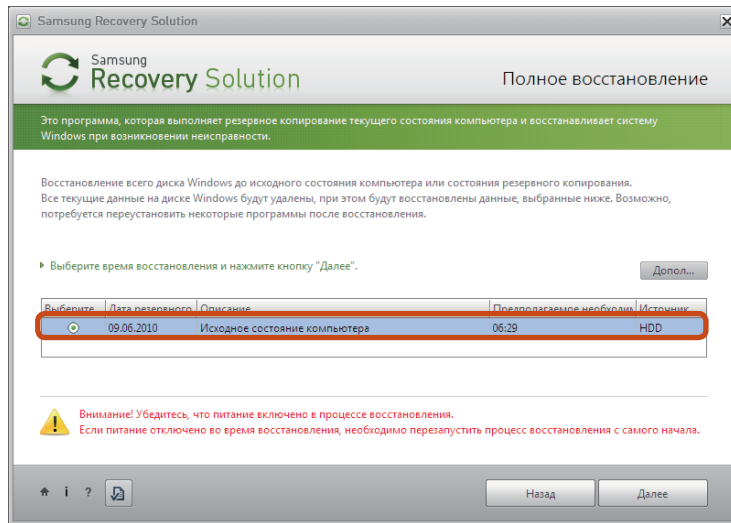 Samsung Recovery Solution
Samsung
Recovery Solution
Полное восстановление
Это программа, которая выполняет резервное копирование текущего состояния компьютера и восстанавливает систему
Windows при возникновении неисправности.
Восстановление всего диска Windows до исходного состояния компьютера или состояния резервного копирования.
Все текущие данные на диске Windows будут удалены, при этом будут восстановлены данные, выбранные ниже. Возможно,
потребуется переустановить некоторые программы после восстановления.
Выберите время восстановления и нажмите кнопку "Далее".
Допол...
Выберите Дата резервного Описание Предполагаемое необходим Источник
09.06.2010 Исходное состояние компьютера 06:29 HDD
Внимание! Убедитесь, что питание включено в процессе восстановления.
Если питание отключено во время восстановления, необходимо перезапустить процесс восстановления с самого начала.
i ? Назад Далее